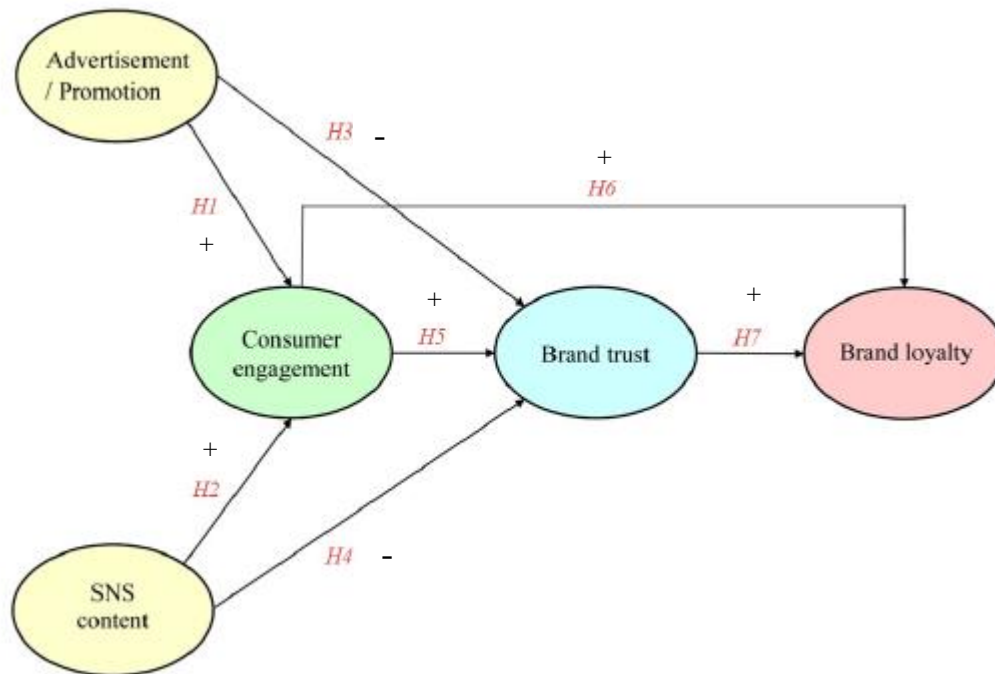 Advertisement
/ Promotion
H3 -
+
H6
H1
+
+
+
Consumer
engagement
H5
Brand trust
H7
Brand loyalty
+
H2
H4 -
SNS
content